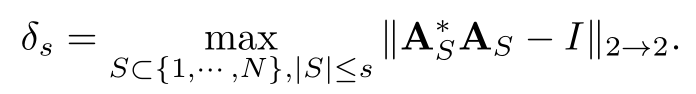 δ_s = max_{S⊂{1,⋯,N},|S|≤s} ‖A_S^* A_S − I‖_{2→2}.